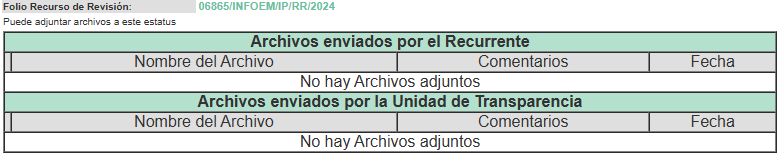 Folio Recurso de Revisión: 06865/INFOEM/IP/RR/2024
Puede adjuntar archivos a este estatus
Archivos enviados por el Recurrente
Nombre del Archivo Comentarios Fecha
No hay Archivos adjuntos
Archivos enviados por la Unidad de Transparencia
Nombre del Archivo Comentarios Fecha
No hay Archivos adjuntos